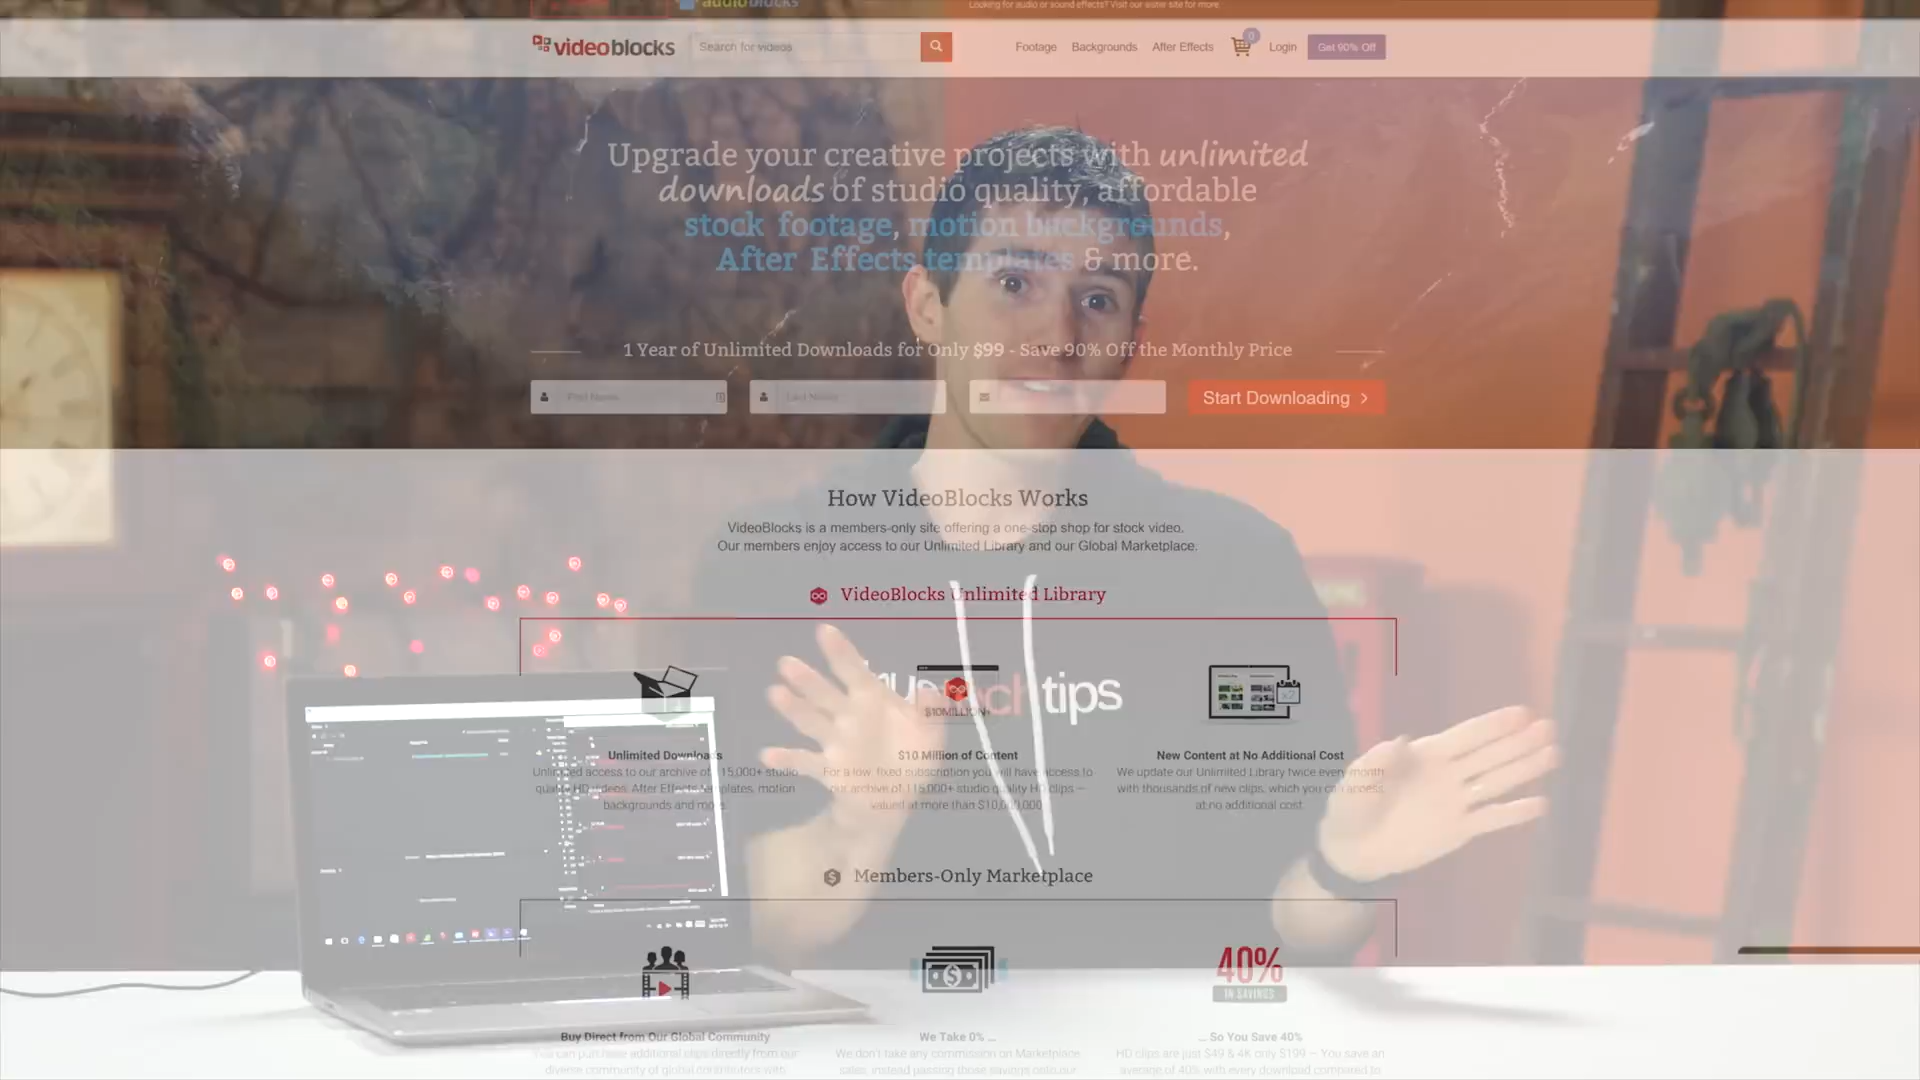 audioblocks
Looking for audio or sound effects? Visit our sister site for more.
videoblocks
Search for videos
Footage
Backgrounds
After Effects
0
Login
Get 90% Off
Upgrade your creative projects with unlimited
downloads of studio quality, affordable
stock footage, motion backgrounds,
After Effects templates & more.
1 Year of Unlimited Downloads for Only $99 - Save 90% Off the Monthly Price
First Name
Last Name
Start Downloading
How VideoBlocks Works
VideoBlocks is a members-only site offering a one-stop shop for stock video.
Our members enjoy access to our Unlimited Library and our Global Marketplace.
VideoBlocks Unlimited Library
tips
$10MILLION+
x2
Unlimited Downloads
Unlimited access to our archive of 115,000+ studio
quality HD videos, After Effects templates, motion
backgrounds and more.
$10 Million of Content
For a low, fixed subscription you will have access to
our archive of 115,000+ studio quality HD clips —
valued at more than $10,000,000.
New Content at No Additional Cost
We update our Unlimited Library twice every month
with thousands of new clips, which you can access
at no additional cost.
Members-Only Marketplace
40%
IN SAVINGS
Buy Direct from Our Global Community
You can purchase additional clips directly from our
diverse community of global contributors with
We Take 0% ...
We don't take any commission on Marketplace
sales, instead passing those savings onto our
... So You Save 40%
HD clips are just $49 & 4K only $199 — You save an
average of 40% with every download compared to